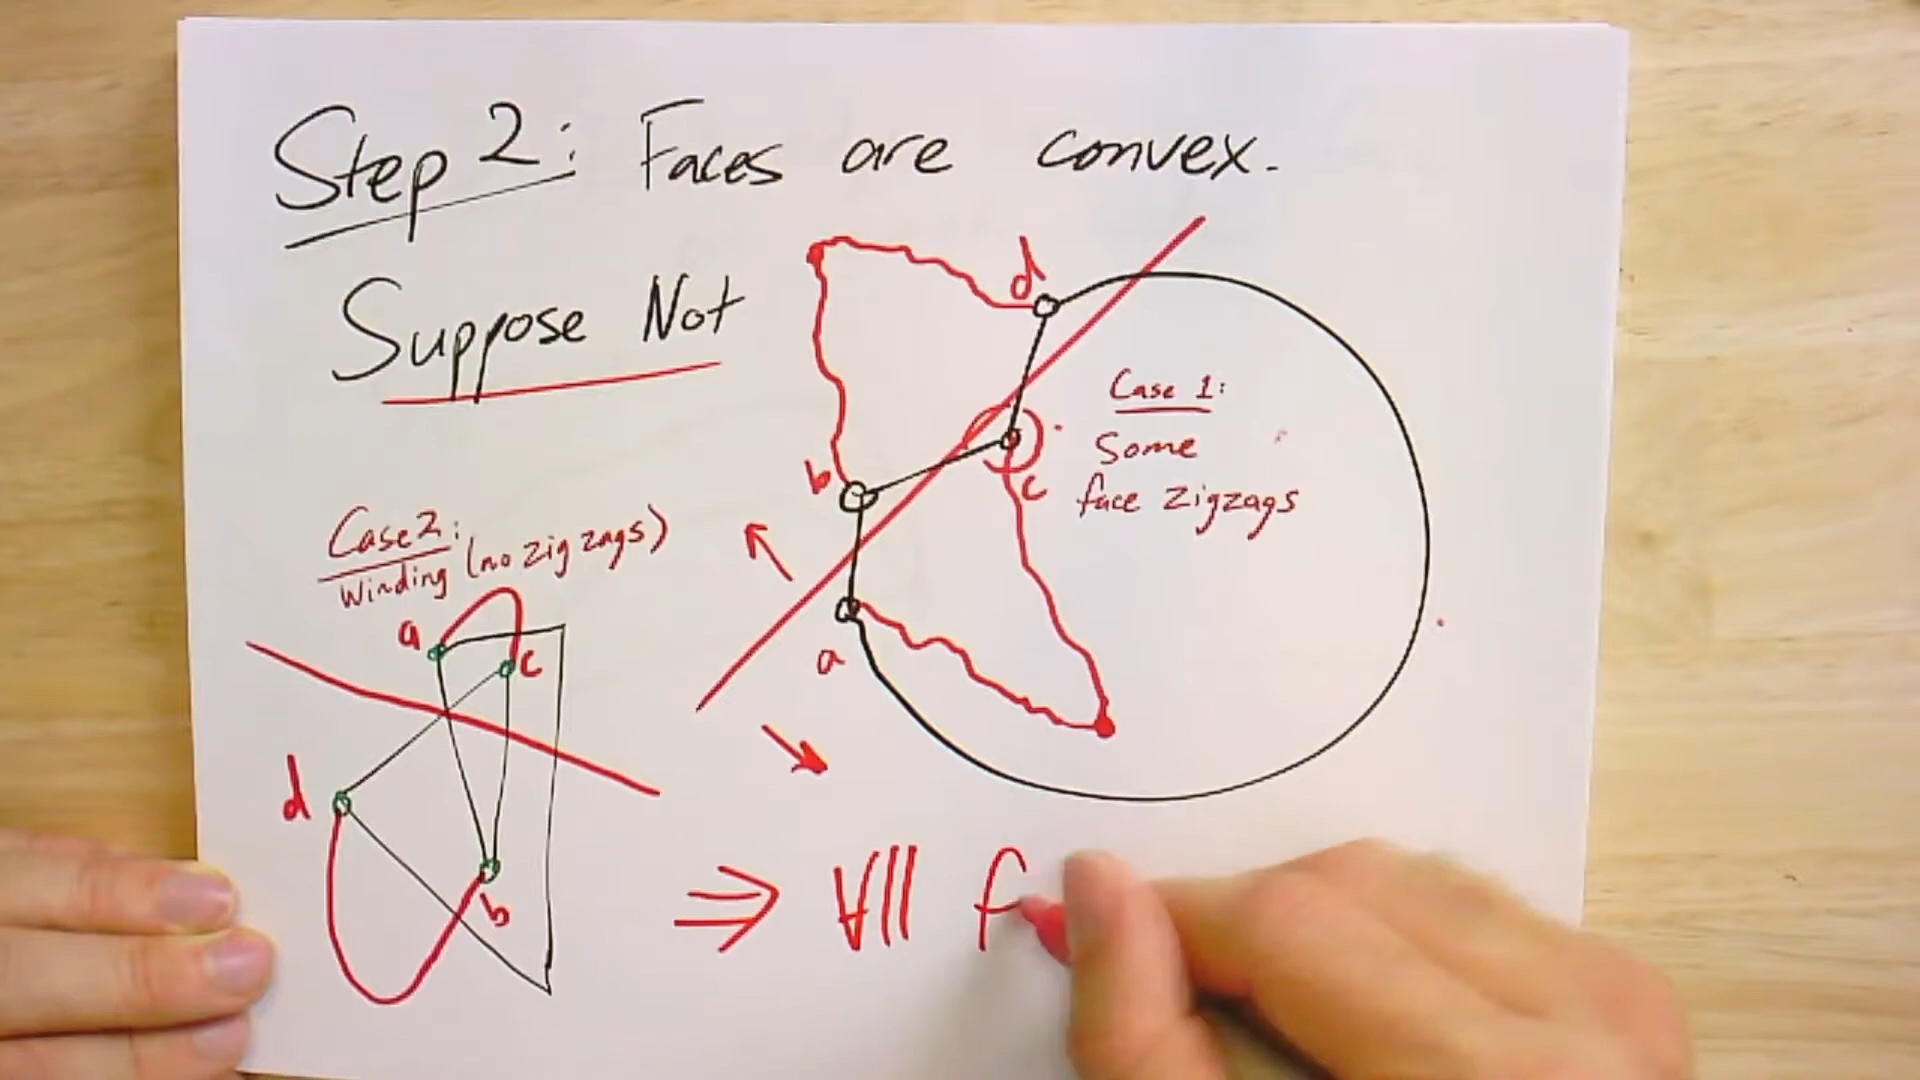 Step 2: Faces are convex.
Suppose Not
d
Case 1:
Some
face zigzags
b
c
a
Case 2:
Winding (no zigzags)
a
c
d
b
⇒ ∀ll f